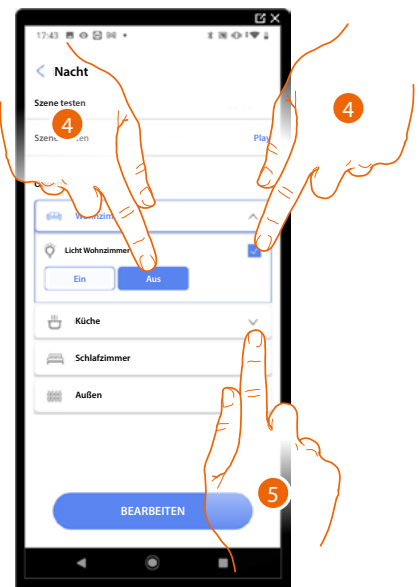 17:43
Nacht
Szene testen
4
4
Play
Licht Wohnzimmer
Ein
Aus
Küche
Schlafzimmer
Außen
5
BEARBEITEN